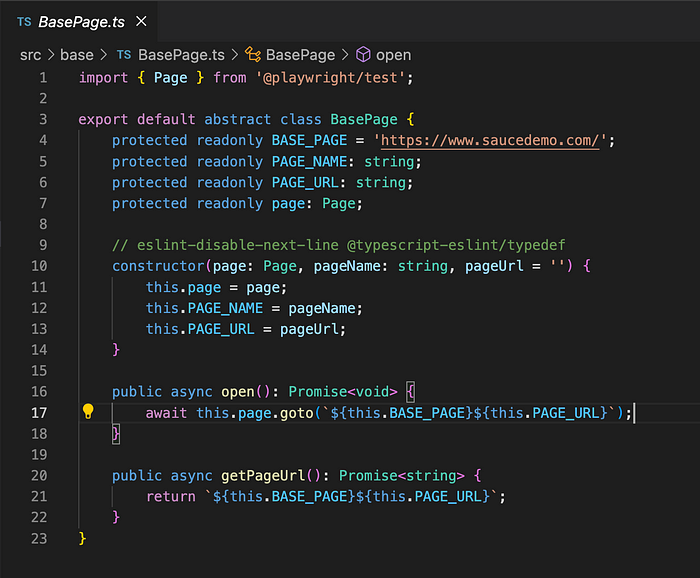 TS BasePage.ts ×
src > base > TS BasePage.ts > BasePage > open
1 import { Page } from '@playwright/test';
2
3 export default abstract class BasePage {
4     protected readonly BASE_PAGE = 'https://www.saucedemo.com/';
5     protected readonly PAGE_NAME: string;
6     protected readonly PAGE_URL: string;
7     protected readonly page: Page;
8
9     // eslint-disable-next-line @typescript-eslint/typedef
10     constructor(page: Page, pageName: string, pageUrl = '') {
11         this.page = page;
12         this.PAGE_NAME = pageName;
13         this.PAGE_URL = pageUrl;
14     }
15
16     public async open(): Promise<void> {
17         await this.page.goto(`${this.BASE_PAGE}${this.PAGE_URL}`);
18     }
19
20     public async getPageUrl(): Promise<string> {
21         return `${this.BASE_PAGE}${this.PAGE_URL}`;
22     }
23 }